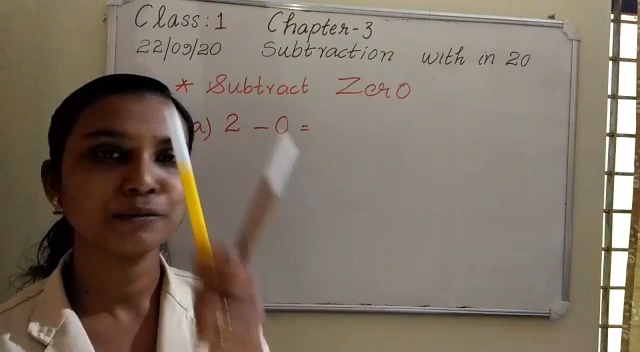 Class:1 Chapter-3
22/09/20 Subtraction with in 20
* Subtract Zero
a) 2 - 0 =